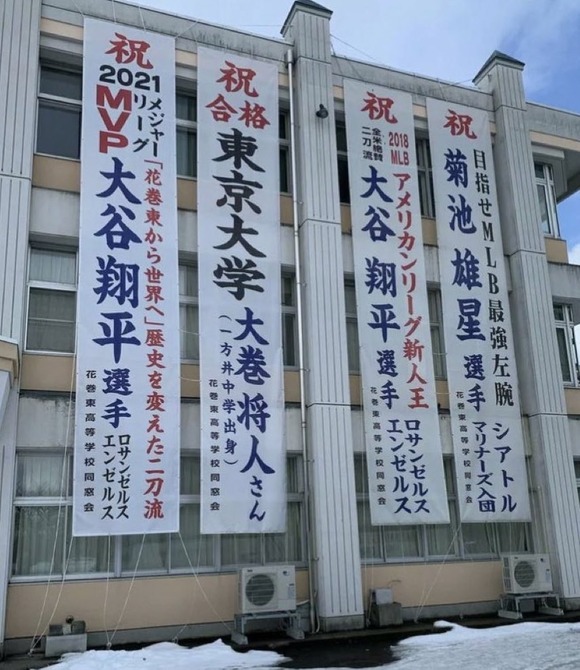 祝
目指せMLB最強左腕
菊池雄星選手
シアトル
マリナーズ入団
花巻東高等学校同窓会
祝
2018
MLB
全米絶賛
二刀流
アメリカンリーグ新人王
大谷翔平選手
ロサンゼルス
エンゼルス
花巻東高等学校同窓会
祝
合格
東京大学
大巻将人さん
(一方井中学出身)
花巻東高等学校同窓会
祝
2021
メジャー
リーグ
MVP
「花巻東から世界へ」歴史を変えた二刀流
大谷翔平選手
ロサンゼルス
エンゼルス
花巻東高等学校同窓会